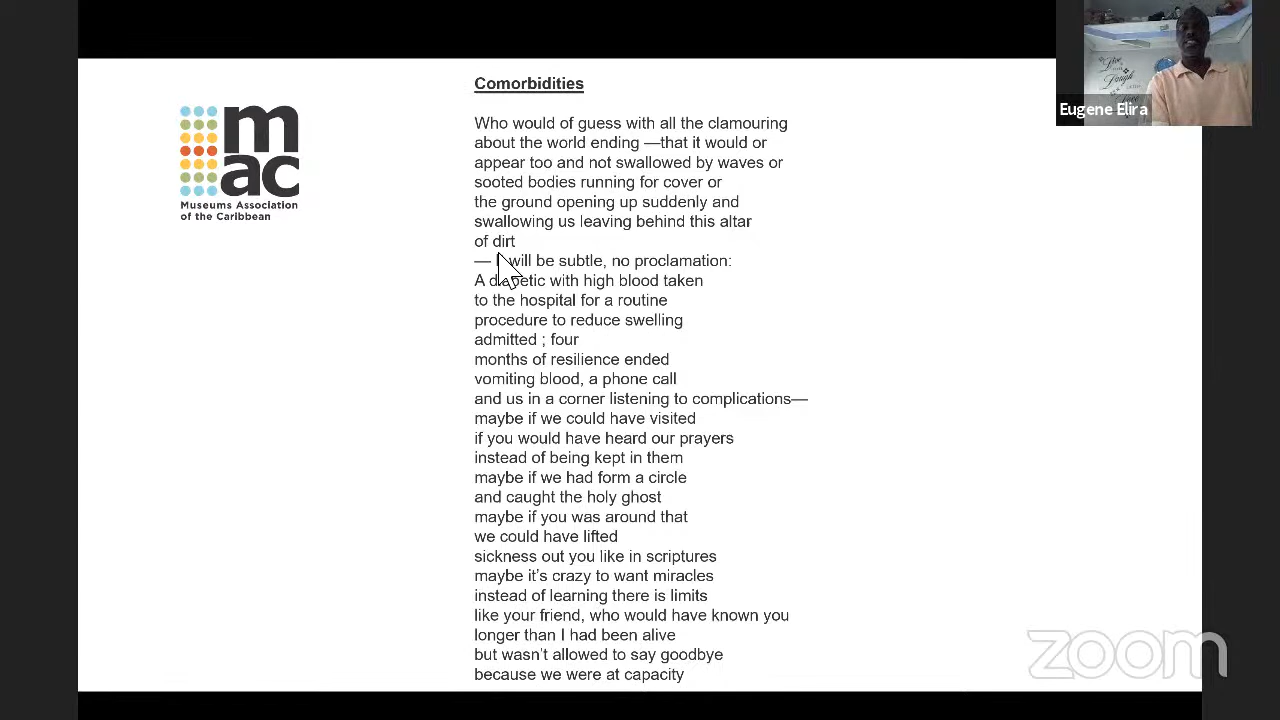 mac
Museums Association
of the Caribbean
Comorbidities
Who would of guess with all the clamouring
about the world ending —that it would or
appear too and not swallowed by waves or
sooted bodies running for cover or
the ground opening up suddenly and
swallowing us leaving behind this altar
of dirt
— will be subtle, no proclamation:
A with high blood taken
to the hospital for a routine
procedure to reduce swelling
admitted ; four
months of resilience ended
vomiting blood, a phone call
and us in a corner listening to complications—
maybe if we could have visited
if you would have heard our prayers
instead of being kept in them
maybe if we had form a circle
and caught the holy ghost
maybe if you was around that
we could have lifted
sickness out you like in scriptures
maybe it's crazy to want miracles
instead of learning there is limits
like your friend, who would have known you
longer than I had been alive
but wasn't allowed to say goodbye
because we were at capacity
Live
Laugh
Love
Eugene Elira
zoom